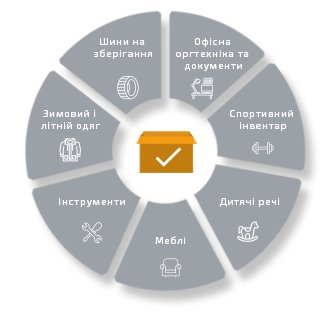 Шини на
зберігання
Офісна
оргтехніка та
документи
Спортивний
інвентар
Дитячі речі
Меблі
Інструменти
Зимовий і
літній одяг